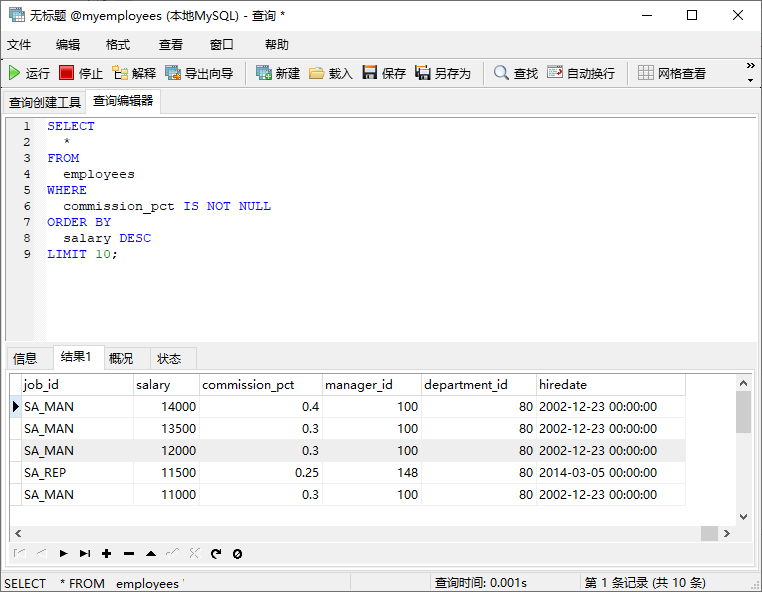 无标题 @myemployees (本地MySQL) - 查询 *
文件 编辑 格式 查看 窗口 帮助
运行 停止 解释 导出向导 新建 载入 保存 另存为 查找 自动换行 网格查看
查询创建工具 查询编辑器
1 SELECT
2 *
3 FROM
4 employees
5 WHERE
6 commission_pct IS NOT NULL
7 ORDER BY
8 salary DESC
9 LIMIT 10;
信息 结果1 概况 状态
job_id salary commission_pct manager_id department_id hiredate
SA_MAN 14000 0.4 100 80 2002-12-23 00:00:00
SA_MAN 13500 0.3 100 80 2002-12-23 00:00:00
SA_MAN 12000 0.3 100 80 2002-12-23 00:00:00
SA_REP 11500 0.25 148 80 2014-03-05 00:00:00
SA_MAN 11000 0.3 100 80 2002-12-23 00:00:00
SELECT * FROM employees 查询时间: 0.001s 第 1 条记录 (共 10 条)